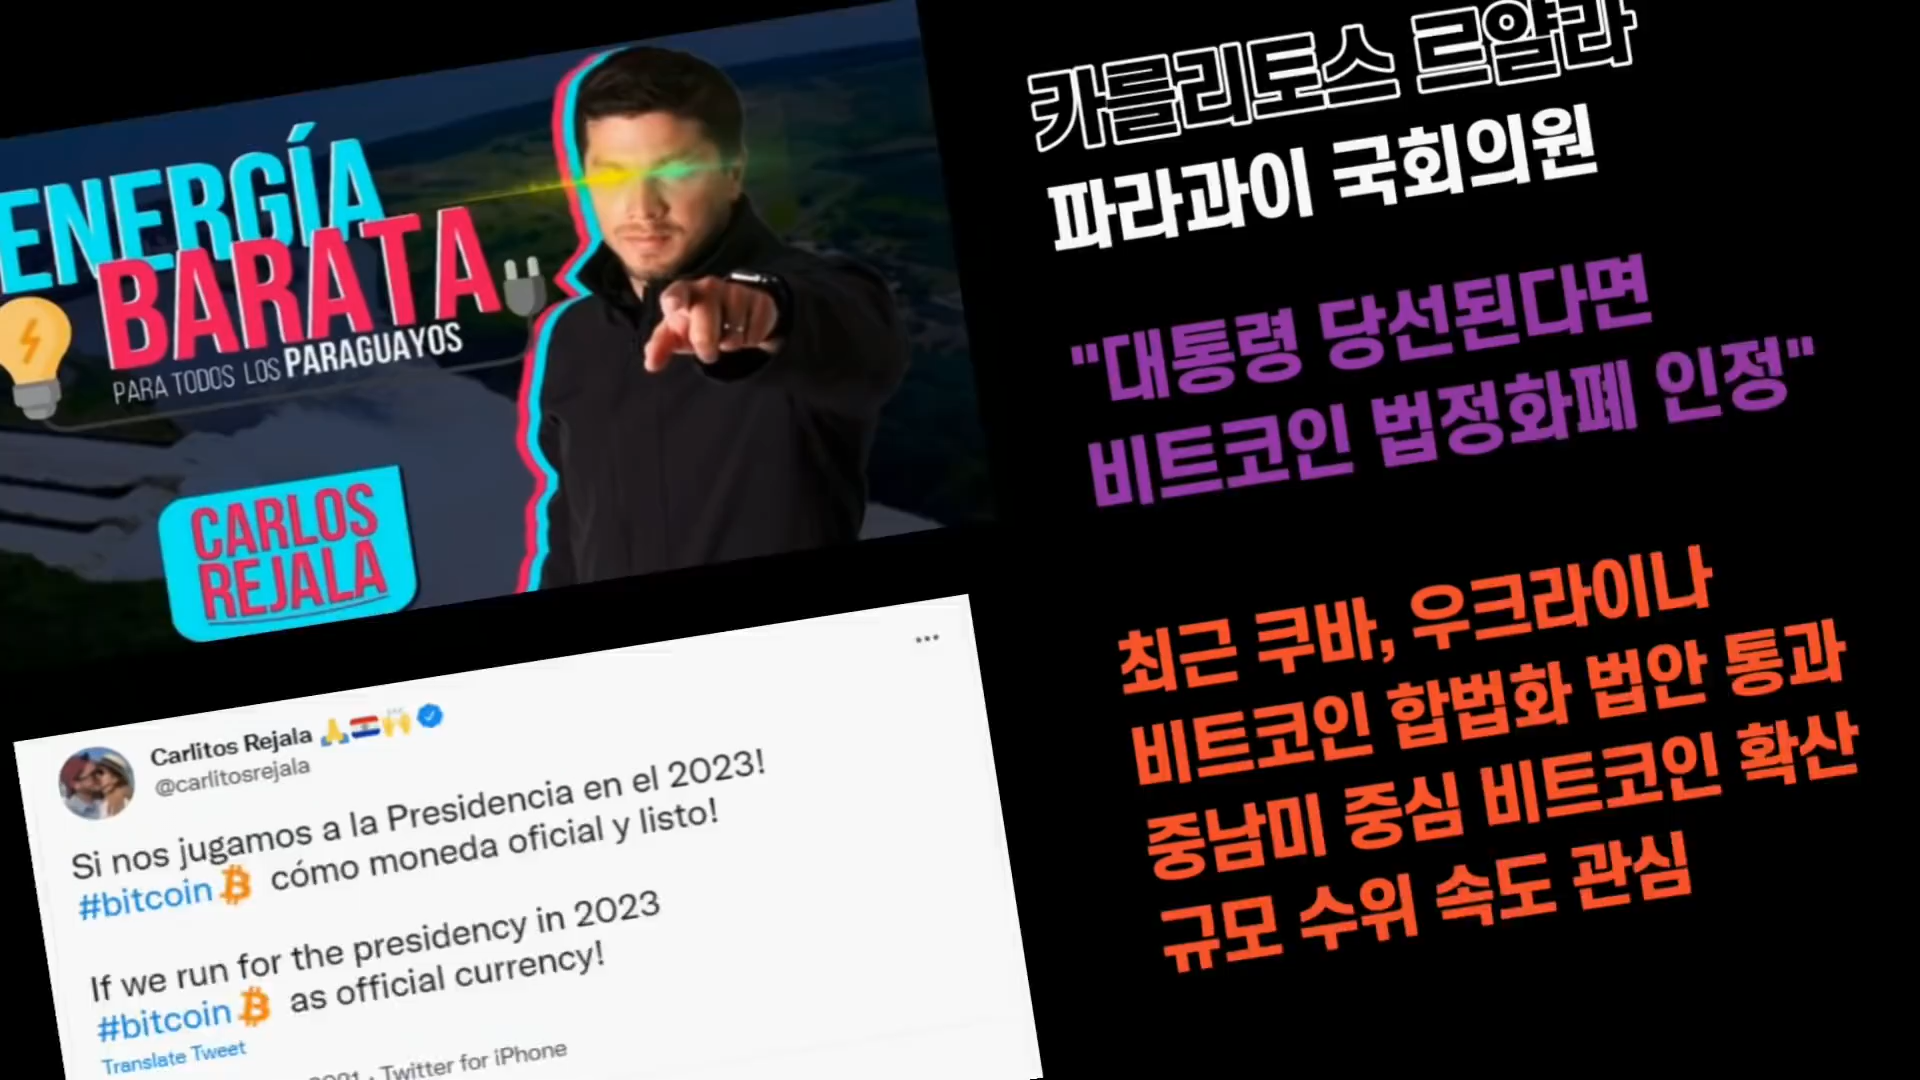 ENERGÍA
BARATA
PARA TODOS LOS PARAGUAYOS
CARLOS
REJALA
Carlitos Rejala
@carlitosrejala
Si nos jugamos a la Presidencia en el 2023!
#bitcoin cómo moneda oficial y listo!
If we run for the presidency in 2023
#bitcoin as official currency!
Translate Tweet
2021 · Twitter for iPhone
카를리토스 르얄라
파라과이 국회의원
"대통령 당선된다면
비트코인 법정화폐 인정"
최근 쿠바, 우크라이나
비트코인 합법화 법안 통과
중남미 중심 비트코인 확산
규모 수위 속도 관심